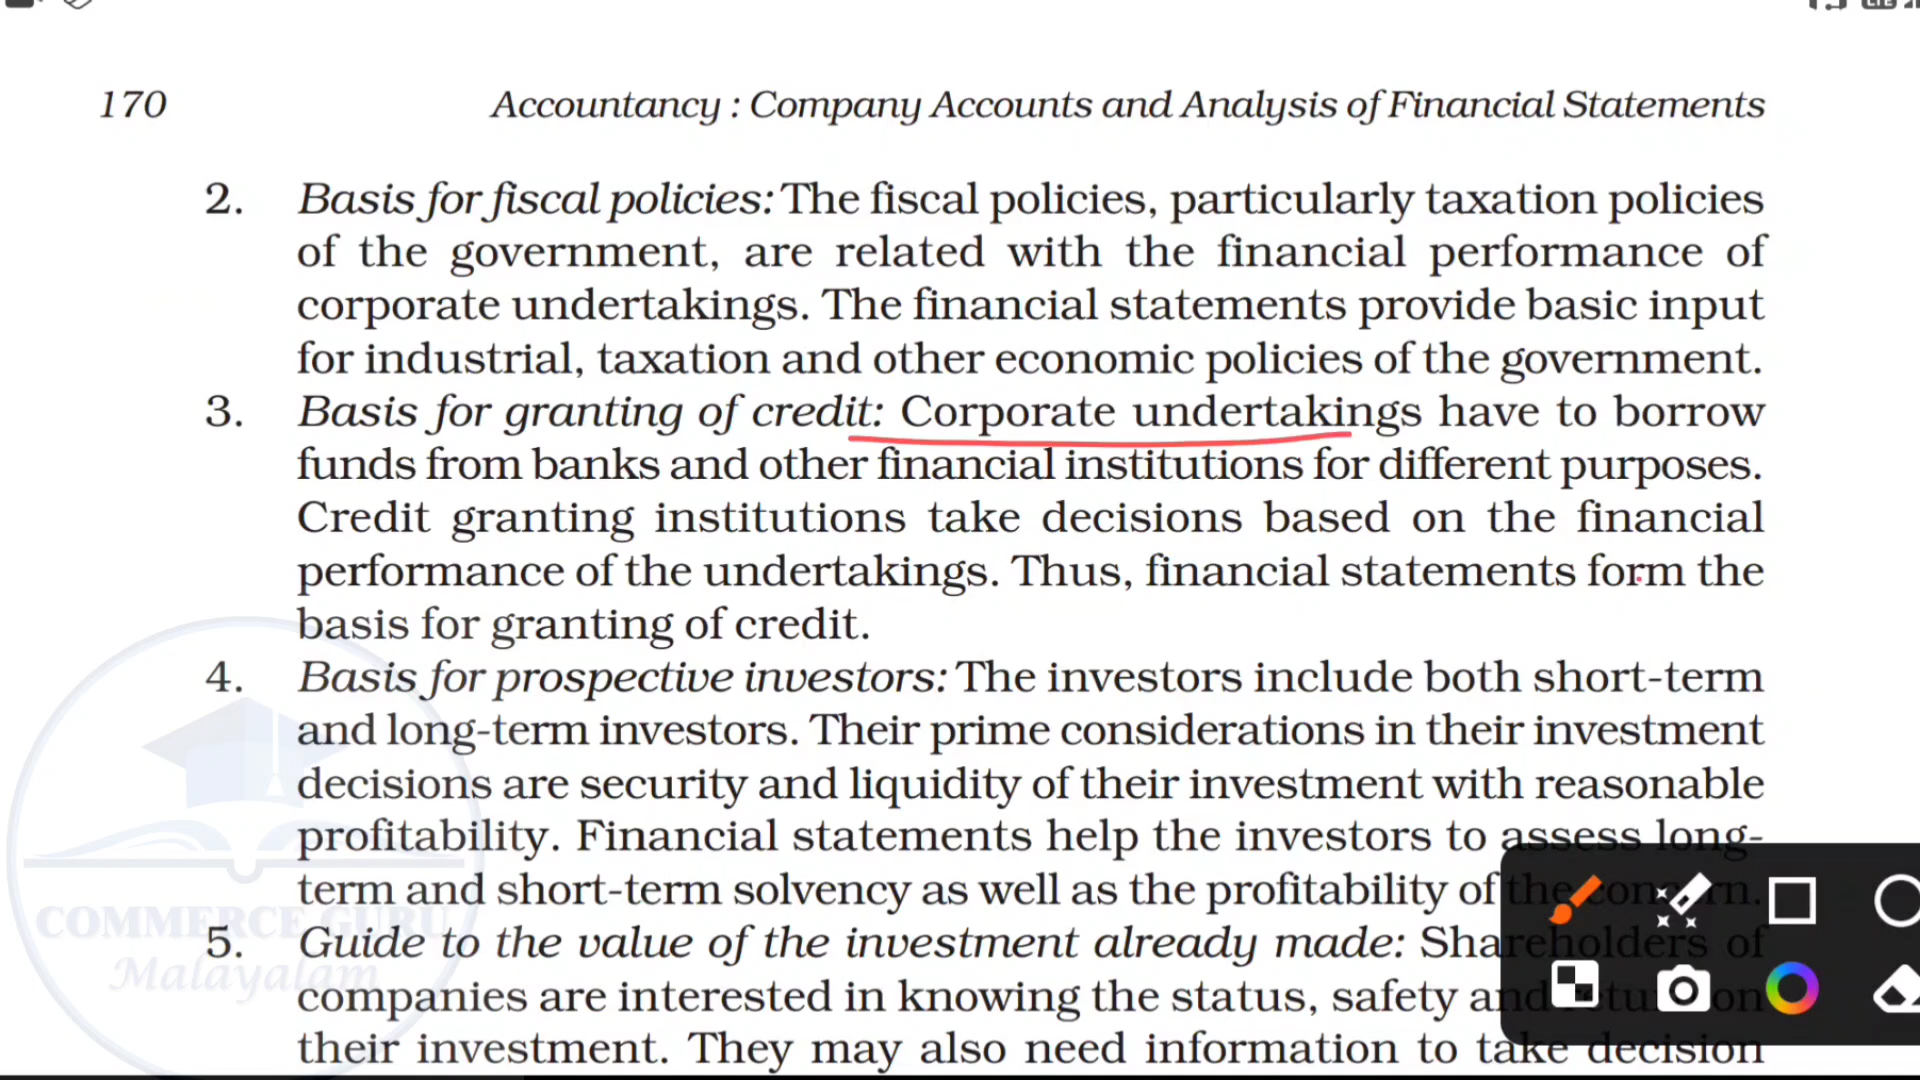 170 Accountancy : Company Accounts and Analysis of Financial Statements
2. Basis for fiscal policies: The fiscal policies, particularly taxation policies
of the government, are related with the financial performance of
corporate undertakings. The financial statements provide basic input
for industrial, taxation and other economic policies of the government.
3. Basis for granting of credit: Corporate undertakings have to borrow
funds from banks and other financial institutions for different purposes.
Credit granting institutions take decisions based on the financial
performance of the undertakings. Thus, financial statements form the
basis for granting of credit.
4. Basis for prospective investors: The investors include both short-term
and long-term investors. Their prime considerations in their investment
decisions are security and liquidity of their investment with reasonable
profitability. Financial statements help the investors to assess long-
term and short-term solvency as well as the profitability of the concern.
COMMERCE GURU
5. Guide to the value of the investment already made: Shareholders of
Malayalam
companies are interested in knowing the status, safety and return on
their investment. They may also need information to take decision